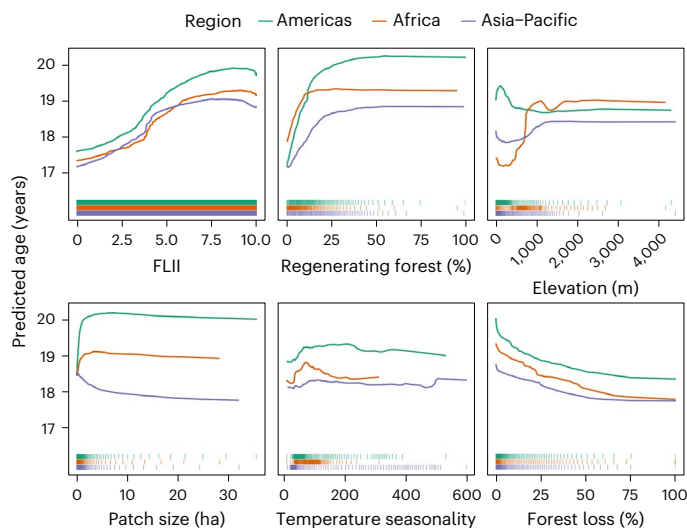 Region Americas Africa Asia–Pacific
Predicted age (years)
20
19
18
17
0 2.5 5.0 7.5 10.0
FLII
0 25 50 75 100
Regenerating forest (%)
0 1,000 2,000 3,000 4,000
Elevation (m)
20
19
18
17
0 10 20 30
Patch size (ha)
0 200 400 600
Temperature seasonality
0 25 50 75 100
Forest loss (%)